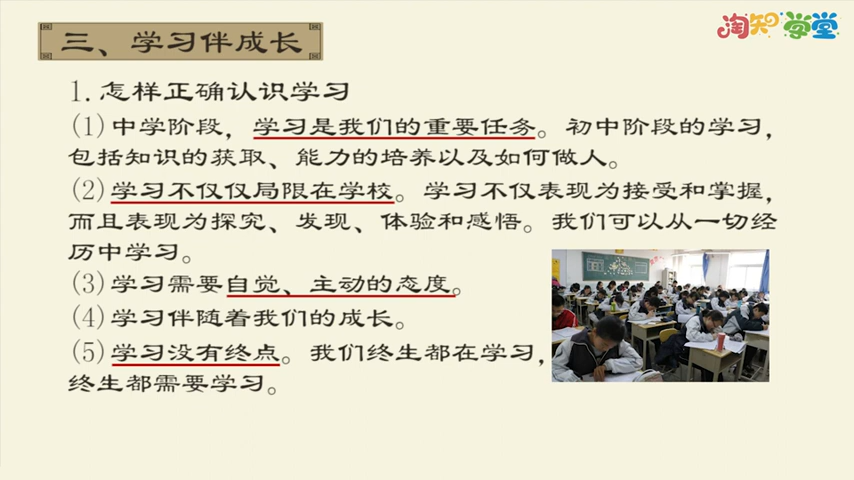 三、学习伴成长
淘知学堂
1.怎样正确认识学习
(1)中学阶段，学习是我们的重要任务。初中阶段的学习，
包括知识的获取、能力的培养以及如何做人。
(2)学习不仅仅局限在学校。学习不仅表现为接受和掌握，
而且表现为探究、发现、体验和感悟。我们可以从一切经
历中学习。
(3)学习需要自觉、主动的态度。
(4)学习伴随着我们的成长。
(5)学习没有终点。我们终生都在学习，
终生都需要学习。